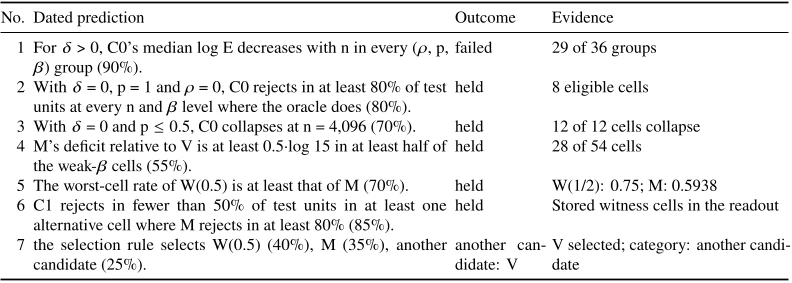 No. Dated prediction Outcome Evidence
1 For δ > 0, C0's median log E decreases with n in every (ρ, p, failed 29 of 36 groups
β) group (90%).
2 With δ = 0, p = 1 and ρ = 0, C0 rejects in at least 80% of test held 8 eligible cells
units at every n and β level where the oracle does (80%).
3 With δ = 0 and p ≤ 0.5, C0 collapses at n = 4,096 (70%). held 12 of 12 cells collapse
4 M's deficit relative to V is at least 0.5·log 15 in at least half of held 28 of 54 cells
the weak-β cells (55%).
5 The worst-cell rate of W(0.5) is at least that of M (70%). held W(1/2): 0.75; M: 0.5938
6 C1 rejects in fewer than 50% of test units in at least one held Stored witness cells in the readout
alternative cell where M rejects in at least 80% (85%).
7 the selection rule selects W(0.5) (40%), M (35%), another another can- V selected; category: another candi-
candidate (25%). didate: V date